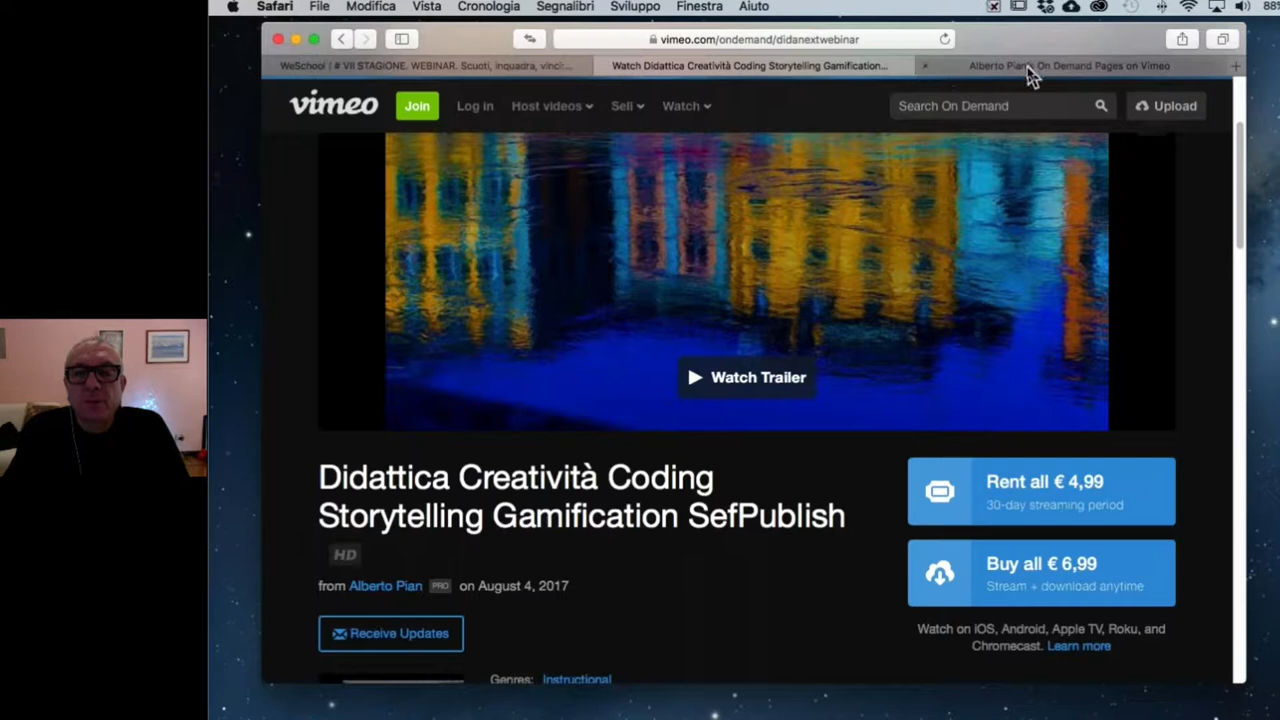 Safari File Modifica Vista Cronologia Segnalibri Sviluppo Finestra Aiuto 88%
vimeo.com/ondemand/didanextwebinar
WeSchool | # VII STAGIONE. WEBINAR. Scuoti, inquadra, vinci:...
Watch Didattica Creatività Coding Storytelling Gamification...
Alberto Pian's On Demand Pages on Vimeo
vimeo Join Log in Host videos Sell Watch Search On Demand Upload
Watch Trailer
Didattica Creatività Coding
Storytelling Gamification SefPublish
HD
from Alberto Pian PRO on August 4, 2017
Receive Updates
Rent all € 4,99
30-day streaming period
Buy all € 6,99
Stream + download anytime
Watch on iOS, Android, Apple TV, Roku, and
Chromecast. Learn more
Genres: Instructional